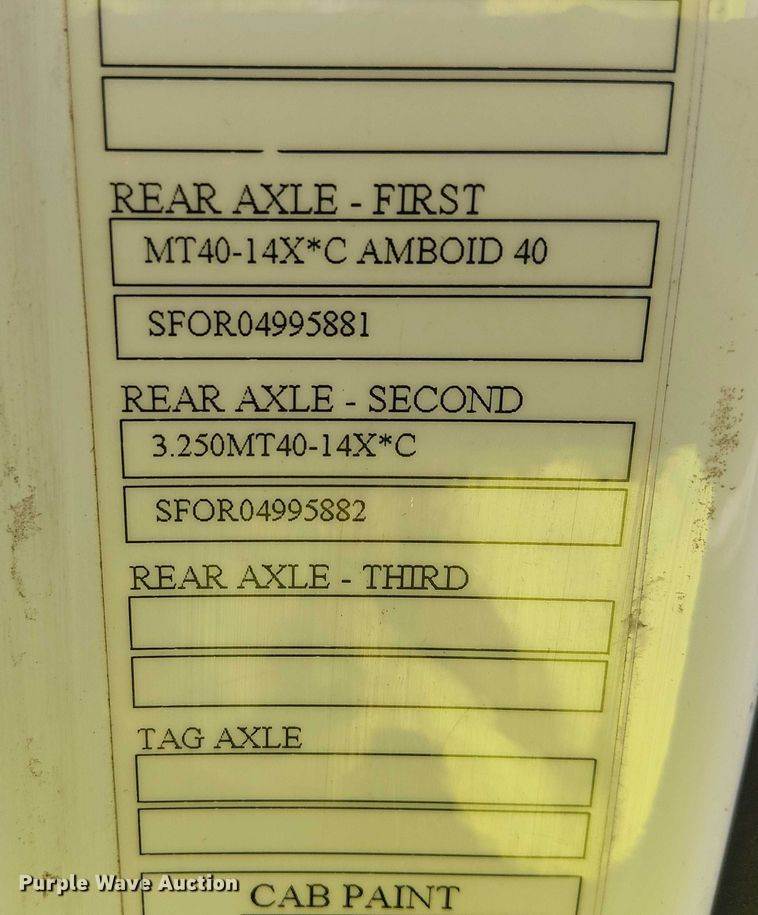 REAR AXLE - FIRST
MT40-14X*C AMBOID 40
SFOR04995881
REAR AXLE - SECOND
3.250MT40-14X*C
SFOR04995882
REAR AXLE - THIRD
TAG AXLE
CAB PAINT
Purple Wave Auction